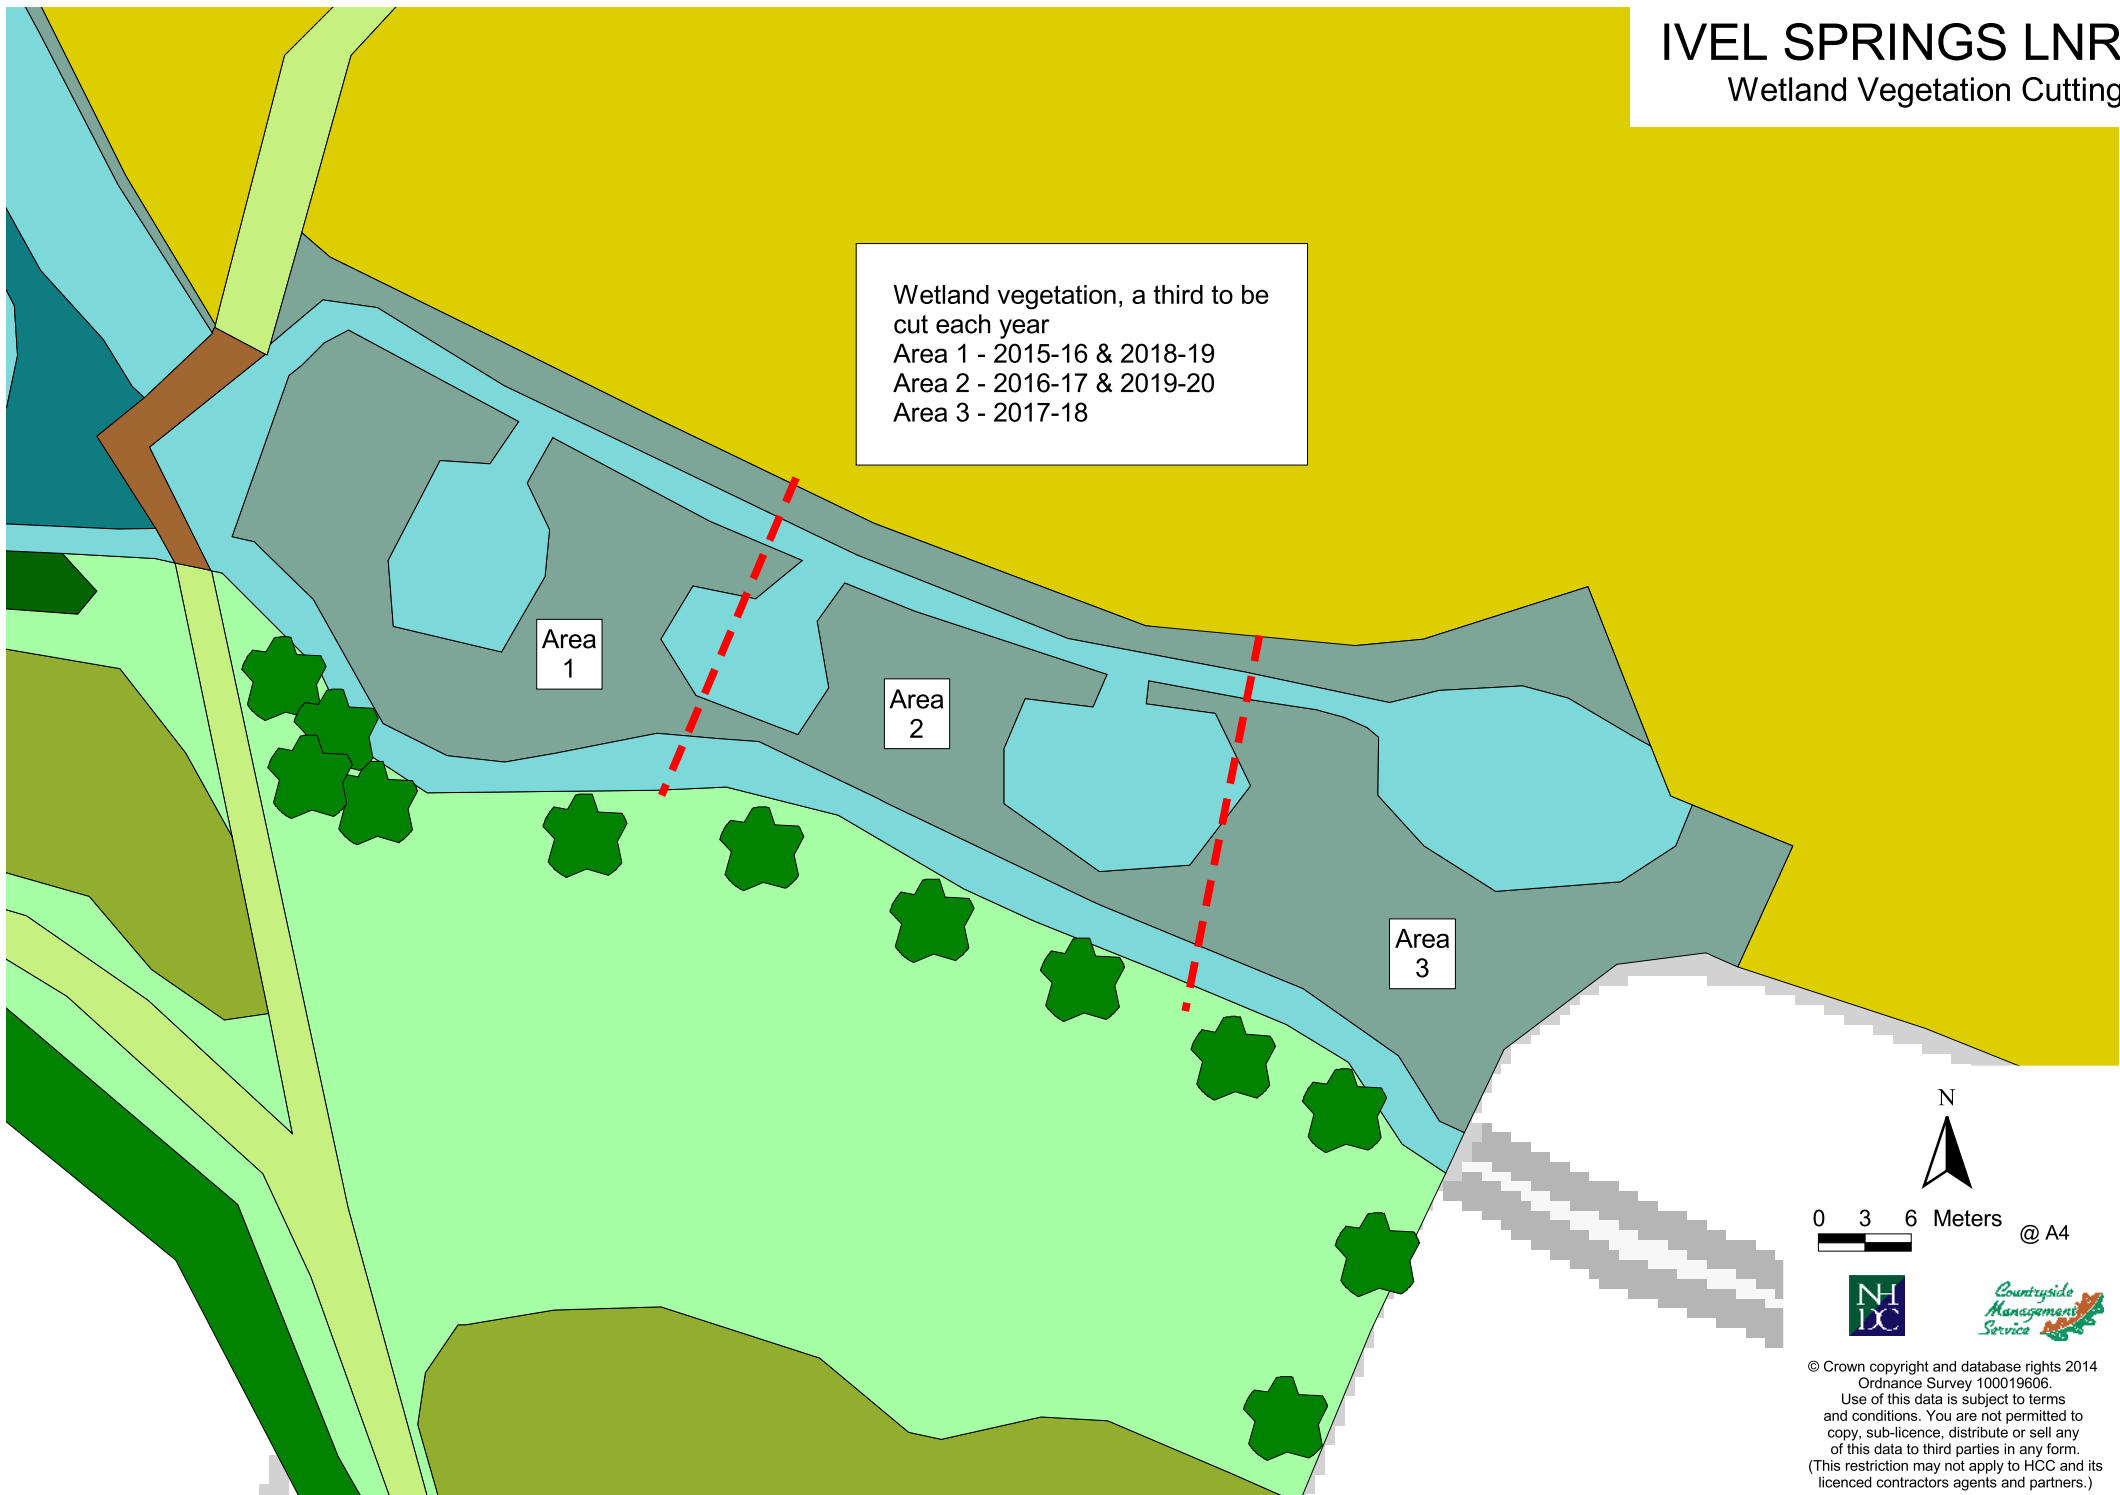 IVEL SPRINGS LNR
Wetland Vegetation Cutting
Wetland vegetation, a third to be
cut each year
Area 1 - 2015-16 & 2018-19
Area 2 - 2016-17 & 2019-20
Area 3 - 2017-18
Area
1
Area
2
Area
3
N
0 3 6 Meters
@ A4
NH
DC
Countryside
Management
Service
© Crown copyright and database rights 2014
Ordnance Survey 100019606.
Use of this data is subject to terms
and conditions. You are not permitted to
copy, sub-licence, distribute or sell any
of this data to third parties in any form.
(This restriction may not apply to HCC and its
licenced contractors agents and partners.)